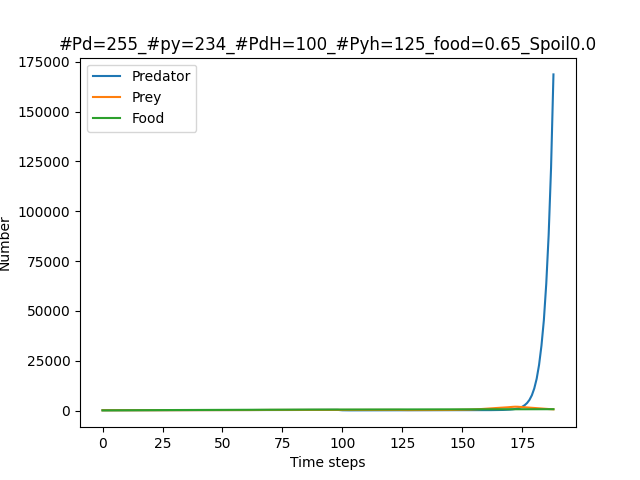 #Pd=255_#py=234_#PdH=100_#Pyh=125_food=0.65_Spoil0.0
175000
150000
125000
100000
75000
50000
25000
0
Number
Predator
Prey
Food
0 25 50 75 100 125 150 175
Time steps